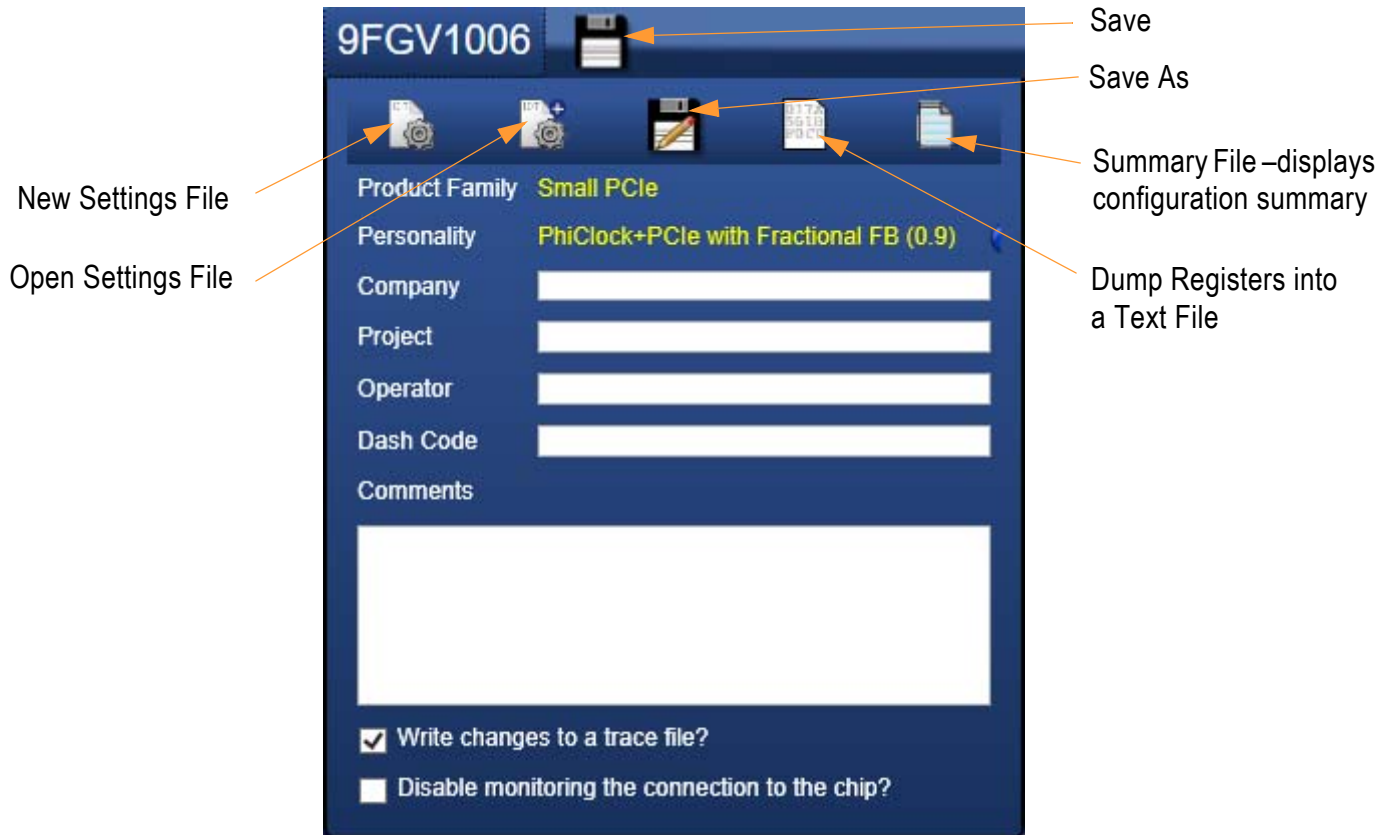 9FGV1006
Save
Save As
Summary File –displays
configuration summary
New Settings File
Open Settings File
Dump Registers into
a Text File
Product Family Small PCIe
Personality PhiClock+PCIe with Fractional FB (0.9)
Company
Project
Operator
Dash Code
Comments
Write changes to a trace file?
Disable monitoring the connection to the chip?